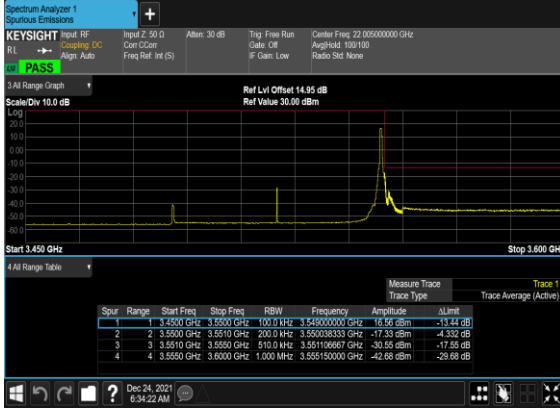 Spectrum Analyzer 1
Spurious Emissions
+
KEYSIGHT Input: RF Input Z: 50 Ω Atten: 30 dB Trig: Free Run Center Freq: 22.005000000 GHz
RL Coupling: DC Corr CCorr Gate: Off Avg|Hold: 100/100
Align: Auto Freq Ref: Int (S) IF Gain: Low Radio Std: None
PASS
3.All Range Graph Ref Lvl Offset 14.95 dB
Scale/Div 10.0 dB Ref Value 30.00 dBm
Log
20.0
10.0
0.00
-10.0
-20.0
-30.0
-40.0
-50.0
-60.0
Start 3.450 GHz Stop 3.600 GH
4.All Range Table
Measure Trace Trace 1
Trace Type Trace Average (Active)
Spur Range Start Freq Stop Freq RBW Frequency Amplitude ΔLimit
1 1 3.4500 GHz 3.5500 GHz 100.0 kHz 3.549000000 GHz 16.56 dBm -13.44 dB
2 2 3.5500 GHz 3.5510 GHz 200.0 kHz 3.550038333 GHz -17.33 dBm -4.332 dB
3 3 3.5510 GHz 3.5550 GHz 510.0 kHz 3.551106667 GHz -30.55 dBm -17.55 dB
4 4 3.5550 GHz 3.6000 GHz 1.000 MHz 3.555150000 GHz -42.68 dBm -29.68 dB
? Dec 24, 2021
6:34:22 AM